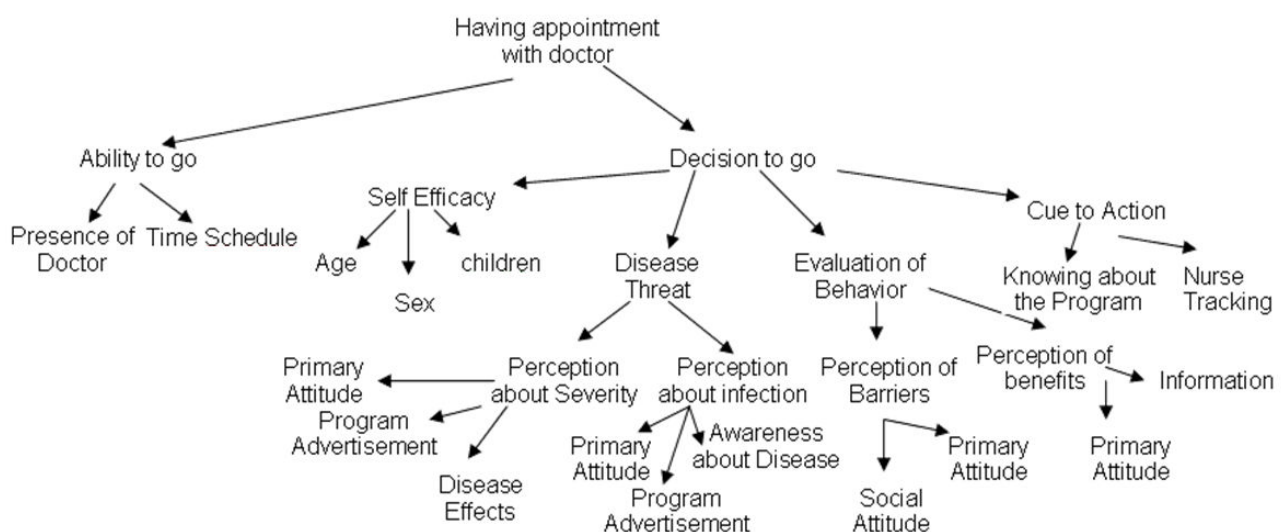 Having appointment
with doctor
Ability to go
Decision to go
Self Efficacy
Cue to Action
Presence of
Doctor
Time Schedule
Age
Sex
children
Disease
Threat
Evaluation of
Behavior
Knowing about
the Program
Nurse
Tracking
Primary
Attitude
Program
Advertisement
Perception
about Severity
Perception
about infection
Perception of
Barriers
Perception of
benefits
Information
Disease
Effects
Primary
Attitude
Awareness
about Disease
Program
Advertisement
Social
Attitude
Primary
Attitude
Primary
Attitude